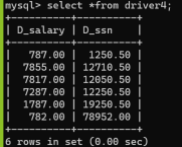 mysql> select *from driver4;
+----------+----------+
| D_salary | D_ssn    |
+----------+----------+
|   787.00 |  1250.50 |
|  7855.00 | 12710.50 |
|  7817.00 | 12050.50 |
|  7287.00 | 12250.50 |
|  1787.00 | 19250.50 |
|   782.00 | 78952.00 |
+----------+----------+
6 rows in set (0.00 sec)